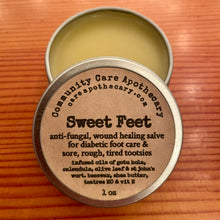 Community Care Apothecary
careapothecary.com
Sweet Feet
anti-fungal, wound healing salve
for diabetic foot care &
sore, rough, tired tootsies
infused oils of gotu kola,
calendula, olive leaf & st john's
wort, beeswax, shea butter,
teatree EO & vit E
1 oz